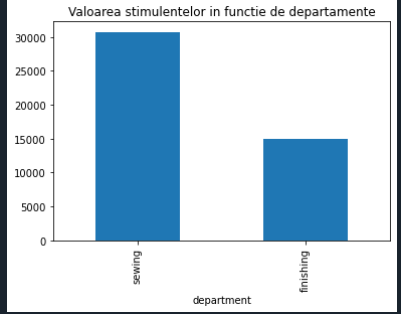 Valoarea stimulentelor in functie de departamente
30000
25000
20000
15000
10000
5000
0
sewing
finishing
department